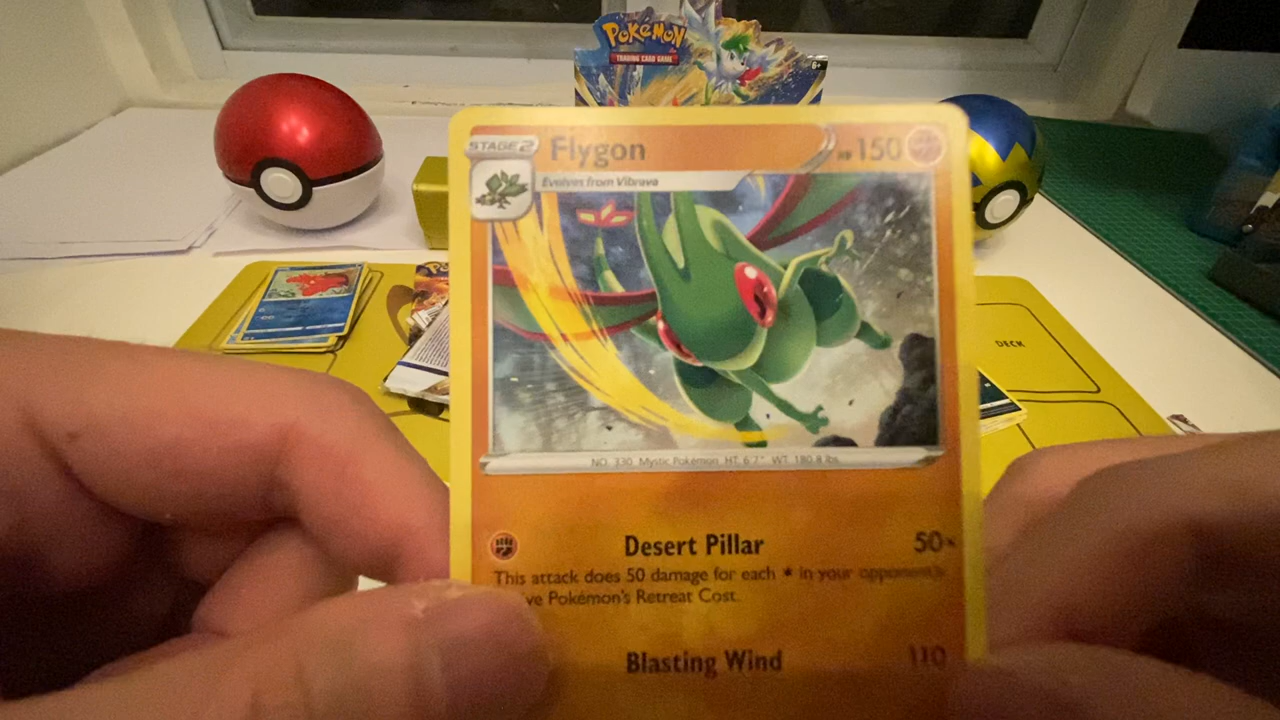 POKéMON
TRADING CARD GAME
6+
STAGE 2
Flygon
HP 150
Evolves from Vibrava
DECK
NO. 330 Mystic Pokémon HT: 6'7" WT: 180.8 lbs.
Desert Pillar 50×
This attack does 50 damage for each ✶ in your opponent's
ve Pokémon's Retreat Cost.
Blasting Wind 110